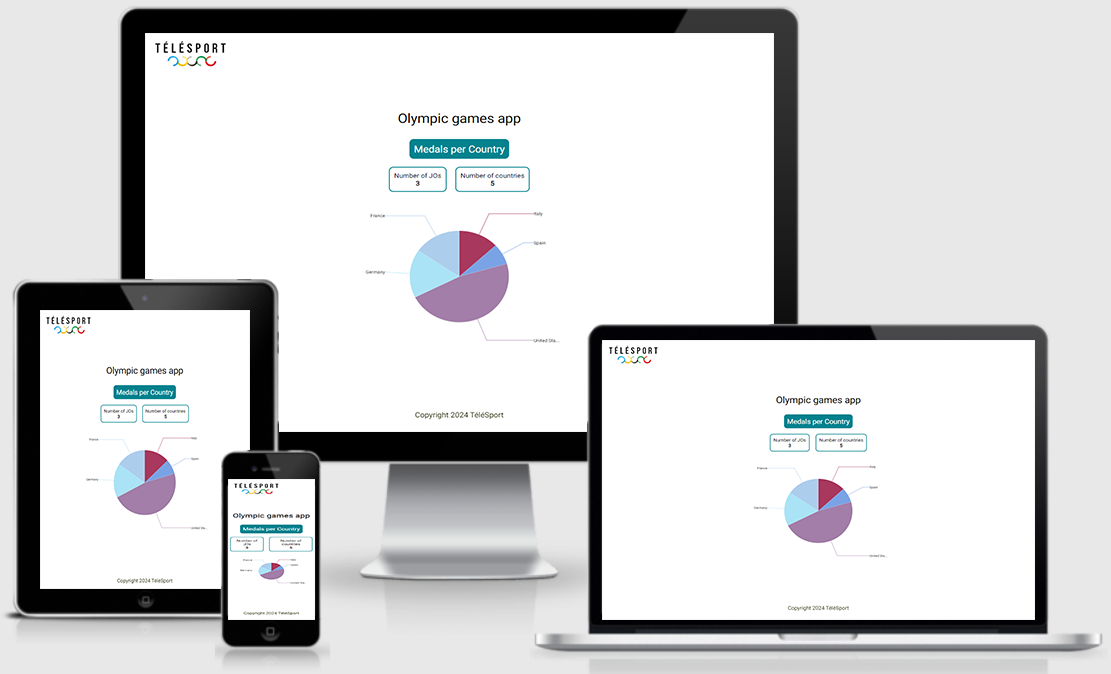 TÉLÉSPORT
Olympic games app
Medals per Country
Number of JOs
3
Number of countries
5
France
Italy
Spain
Germany
United Sta...
Copyright 2024 TéléSport
TÉLÉSPORT
Olympic games app
Medals per Country
Number of JOs
3
Number of countries
5
France
Italy
Spain
Germany
United Sta...
Copyright 2024 TéléSport
TÉLÉSPORT
Olympic games app
Medals per Country
Number of
JOs
3
Number of
countries
5
France
Italy
Spain
Germany
United Sta...
Copyright 2024 TéléSport
TÉLÉSPORT
Olympic games app
Medals per Country
Number of JOs
3
Number of countries
5
France
Italy
Spain
Germany
United Sta...
Copyright 2024 TéléSport